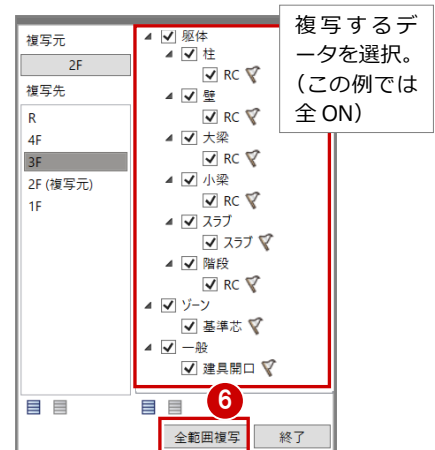 複写元
2F
複写先
R
4F
3F
2F (複写元)
1F
躯体
柱
RC
壁
RC
大梁
RC
小梁
RC
スラブ
スラブ
階段
RC
ゾーン
基準芯
一般
建具開口
複写するデ
ータを選択。
（この例では
全 ON）
6
全範囲複写
終了